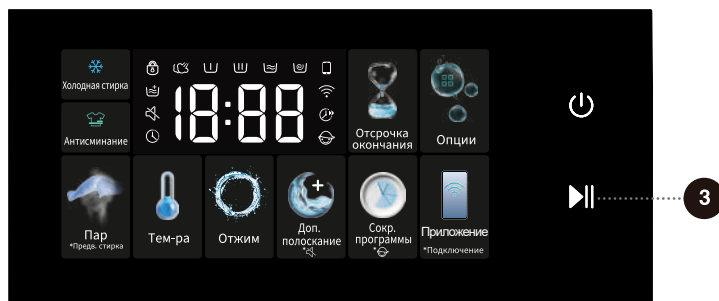 Холодная стирка
Антисминание
18:88
Отсрочка
окончания
Опции
Пар
*Предв. стирка
Тем-ра
Отжим
Доп.
полоскание
*
Сокр.
программы
*
Приложение
*Подключение
3